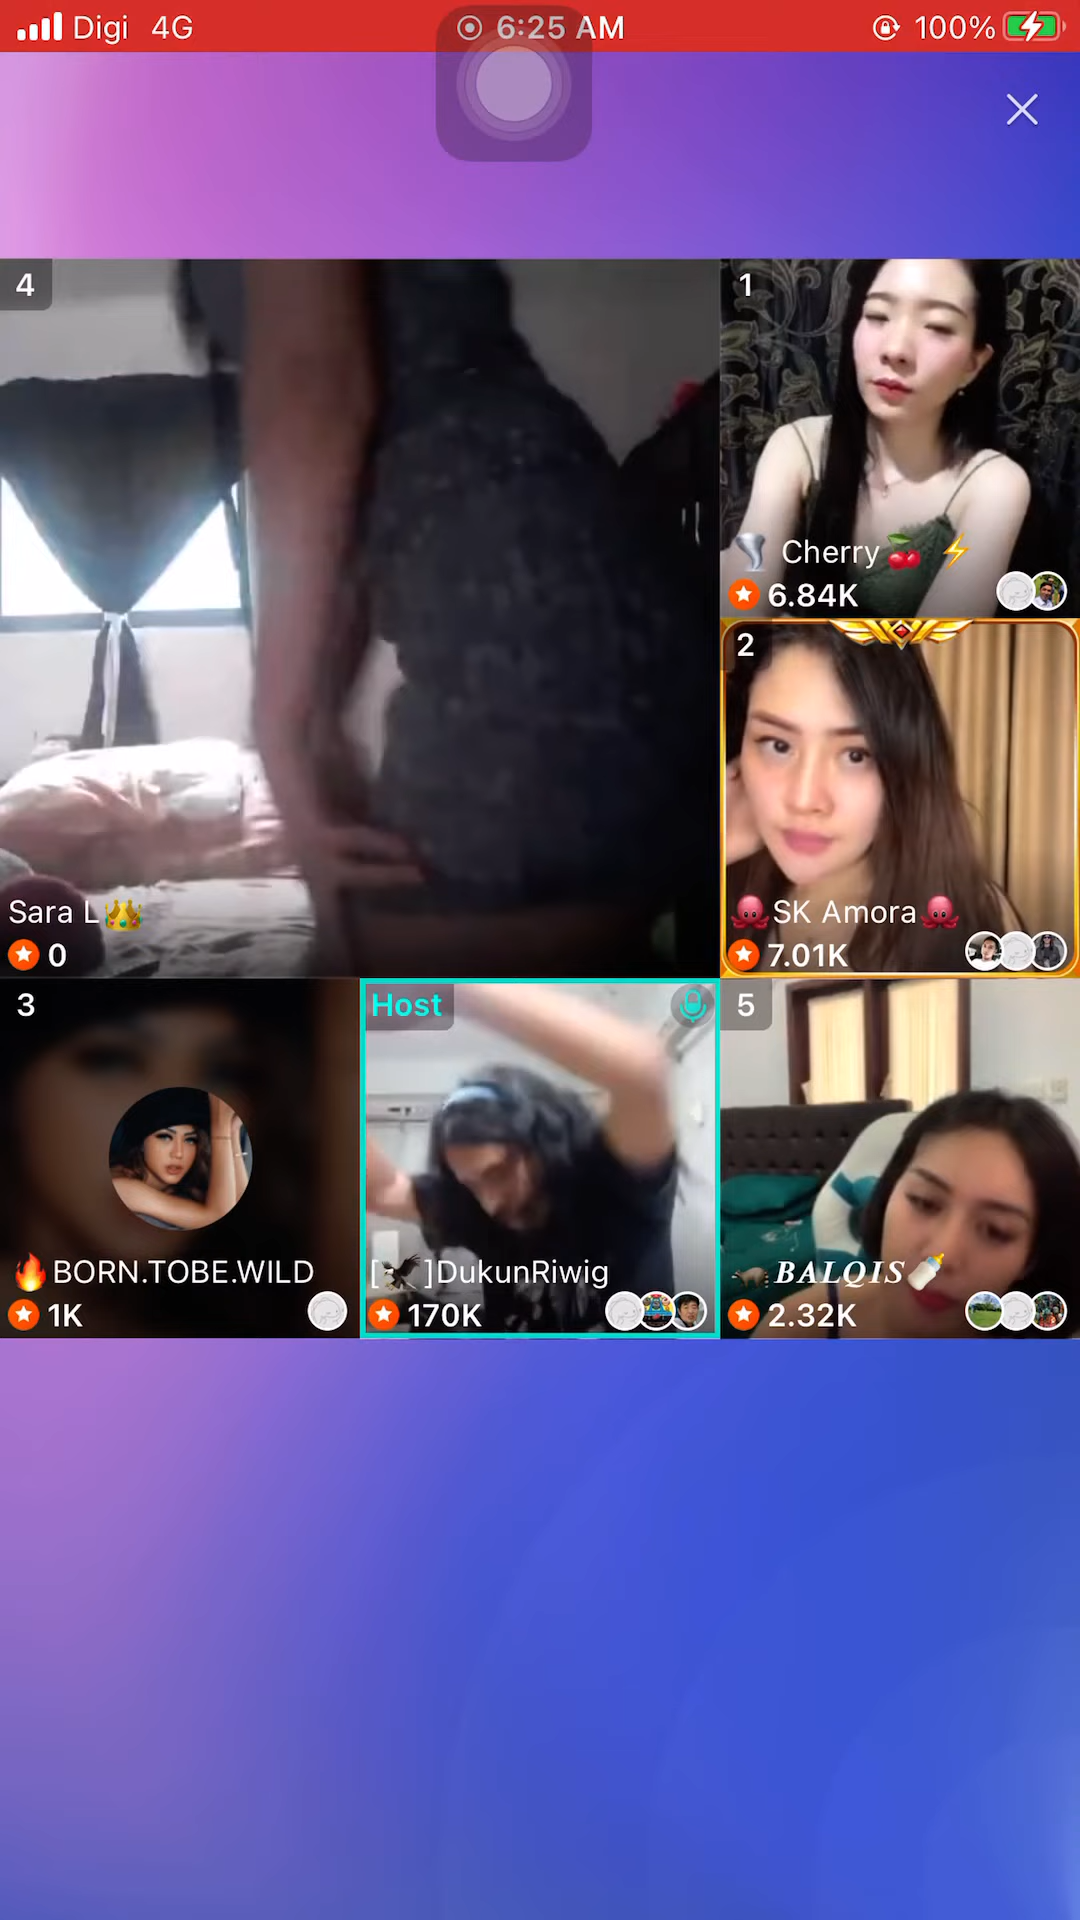 Digi 4G 6:25 AM 100%
4
1
Cherry🍒 ⚡
6.84K
2
🐙SK Amora🐙
7.01K
Sara L👑
0
3
🔥BORN.TOBE.WILD
1K
Host
[🦅]DukunRiwig
170K
5
BALQIS🍼
2.32K